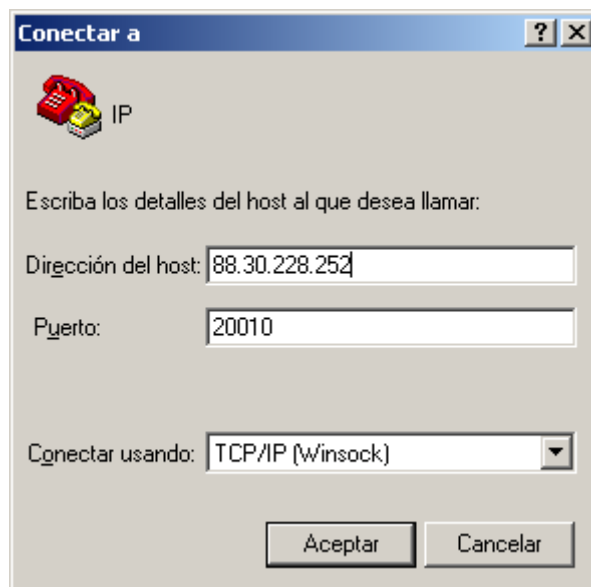 Conectar a
IP
Escriba los detalles del host al que desea llamar:
Dirección del host: 88.30.228.252
Puerto: 20010
Conectar usando: TCP/IP (Winsock)
Aceptar Cancelar